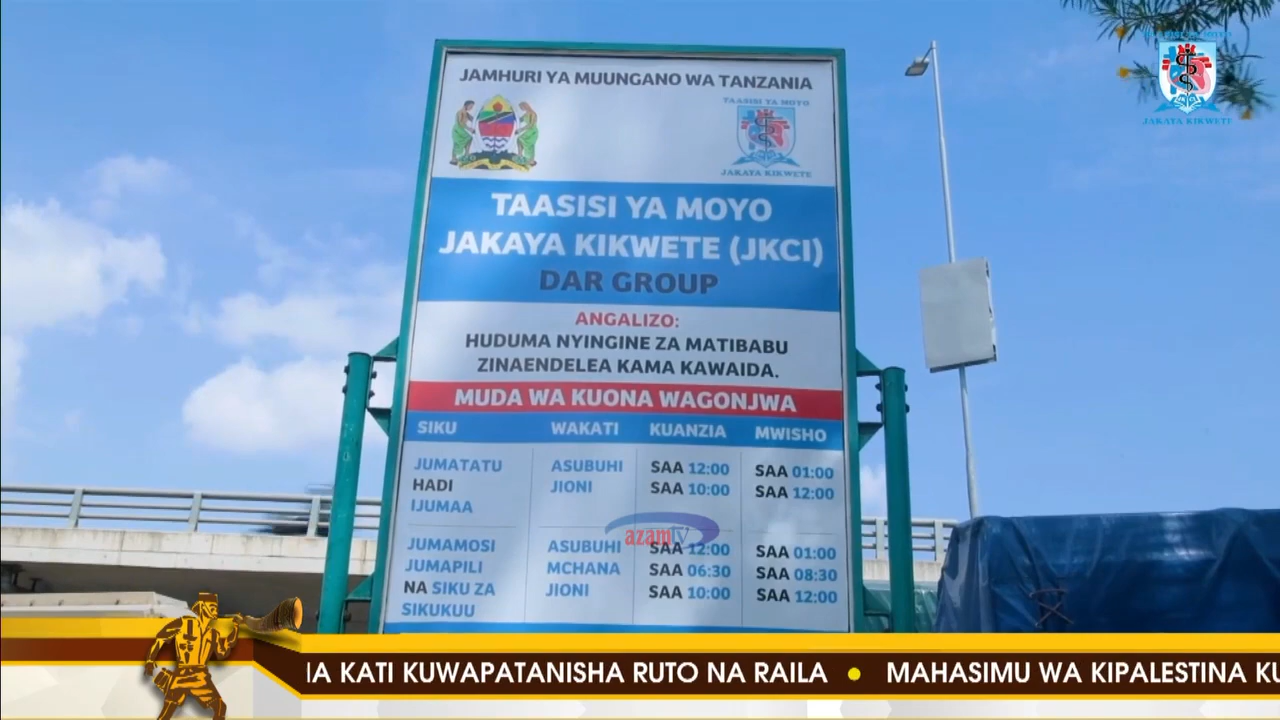 JAMHURI YA MUUNGANO WA TANZANIA
TAASISI YA MOYO
JAKAYA KIKWETE
TAASISI YA MOYO
JAKAYA KIKWETE
TAASISI YA MOYO
JAKAYA KIKWETE (JKCI)
DAR GROUP
ANGALIZO:
HUDUMA NYINGINE ZA MATIBABU
ZINAENDELEA KAMA KAWAIDA.
MUDA WA KUONA WAGONJWA
SIKU WAKATI KUANZIA MWISHO
JUMATATU ASUBUHI SAA 12:00 SAA 01:00
HADI JIONI SAA 10:00 SAA 12:00
IJUMAA
azamtv
JUMAMOSI ASUBUHI SAA 12:00 SAA 01:00
JUMAPILI MCHANA SAA 06:30 SAA 08:30
NA SIKU ZA JIONI SAA 10:00 SAA 12:00
SIKUKUU
IA KATI KUWAPATANISHA RUTO NA RAILA ● MAHASIMU WA KIPALESTINA KU